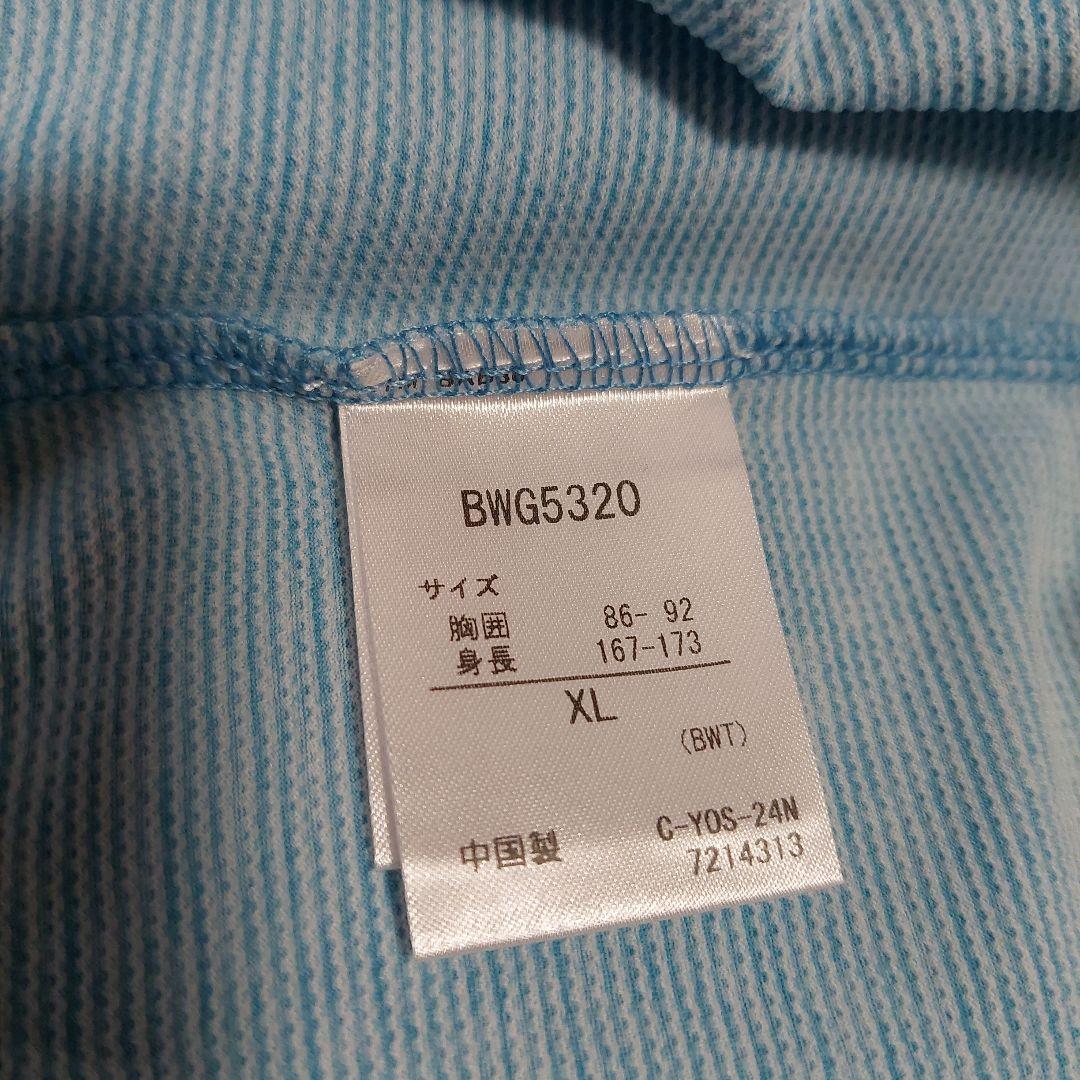 BWG5320
サイズ
胸囲 86- 92
身長 167-173
XL
(BWT)
中国製 C-YOS-24N
7214313